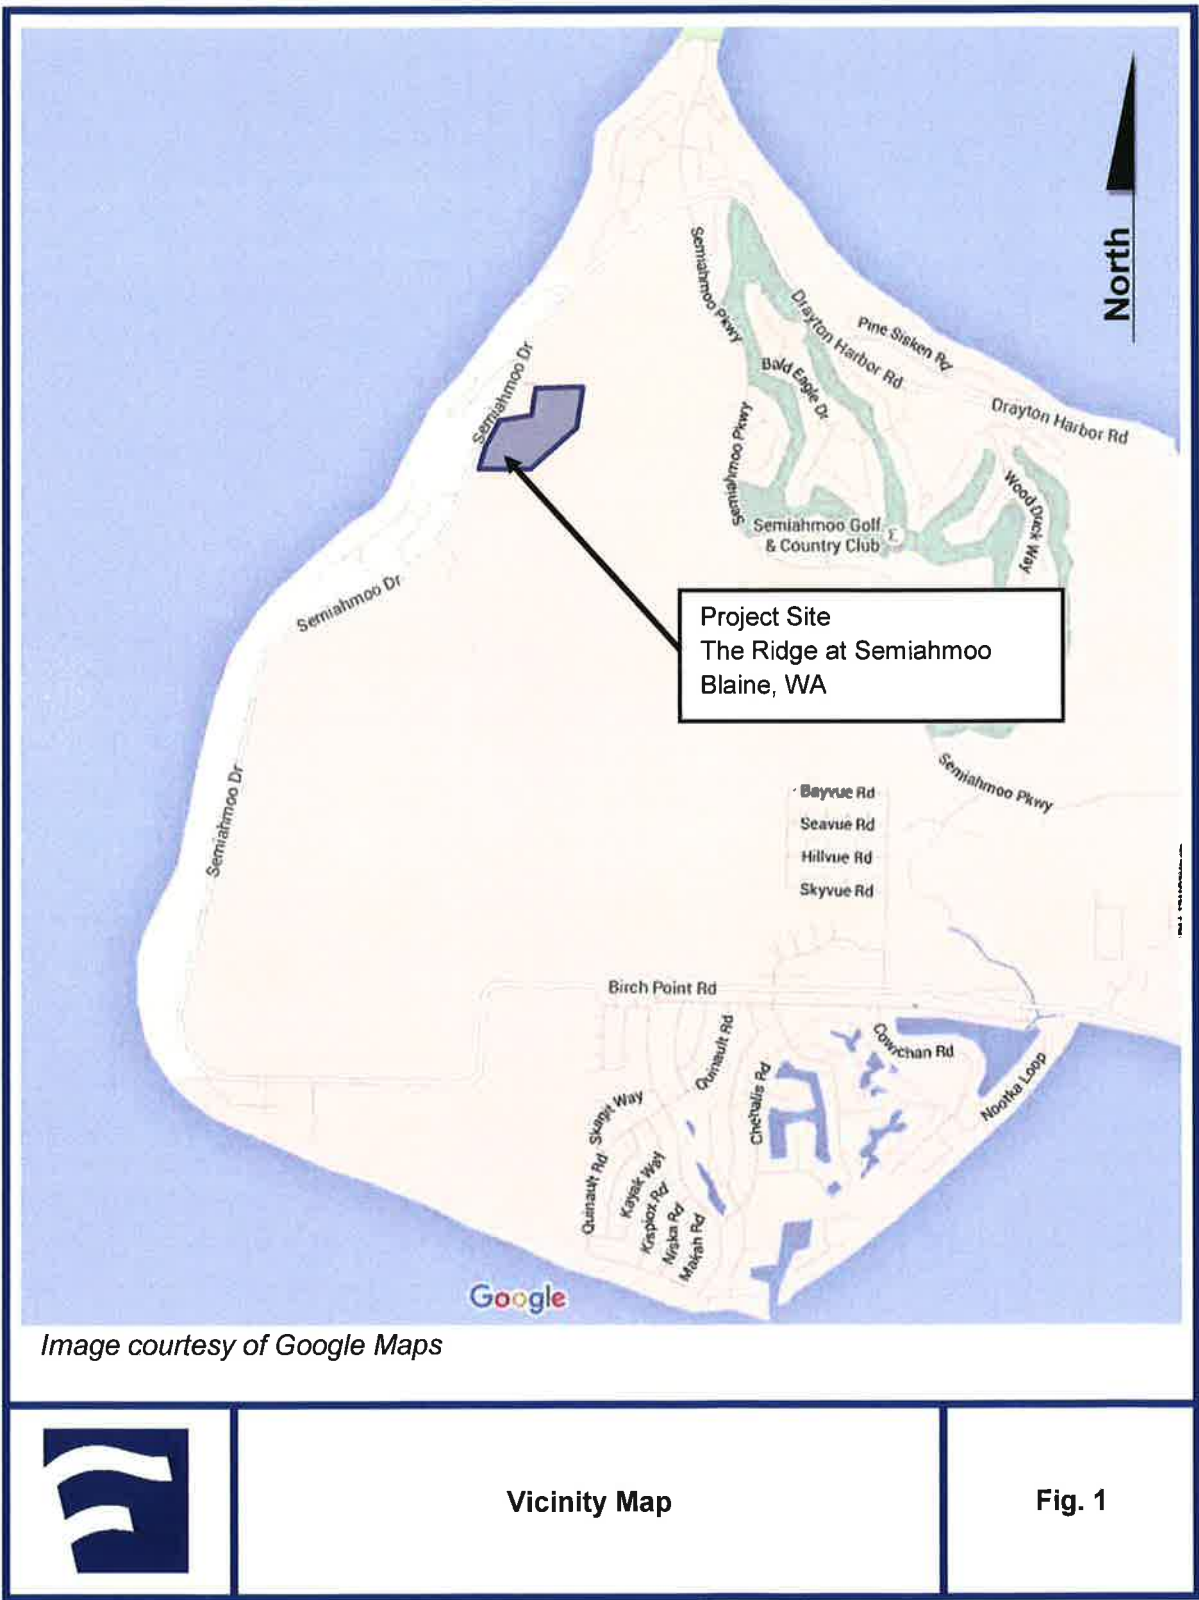 North
Semiahmoo Pkwy
Drayton Harbor Rd
Pine Sisken Rd
Bald Eagle Dr
Semiahmoo Dr
Drayton Harbor Rd
Semiahmoo Pkwy
Wood Duck Way
Semiahmoo Golf
& Country Club
Semiahmoo Dr
Project Site
The Ridge at Semiahmoo
Blaine, WA
Semiahmoo Pkwy
Semiahmoo Dr
Bayvue Rd
Seavue Rd
Hillvue Rd
Skyvue Rd
Birch Point Rd
Quinault Rd
Cowichan Rd
Chehalis Rd
Nootka Loop
Skagit Way
Quinault Rd
Kayak Way
Kispiox Rd
Niska Rd
Makah Rd
Google
Image courtesy of Google Maps
Vicinity Map
Fig. 1